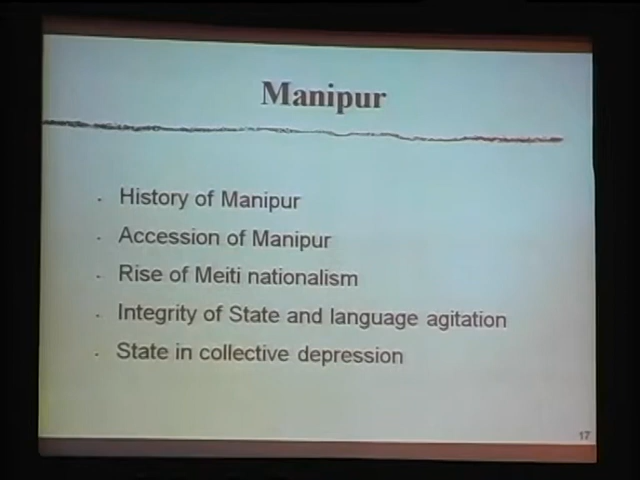 Manipur
History of Manipur
Accession of Manipur
Rise of Meiti nationalism
Integrity of State and language agitation
State in collective depression
17